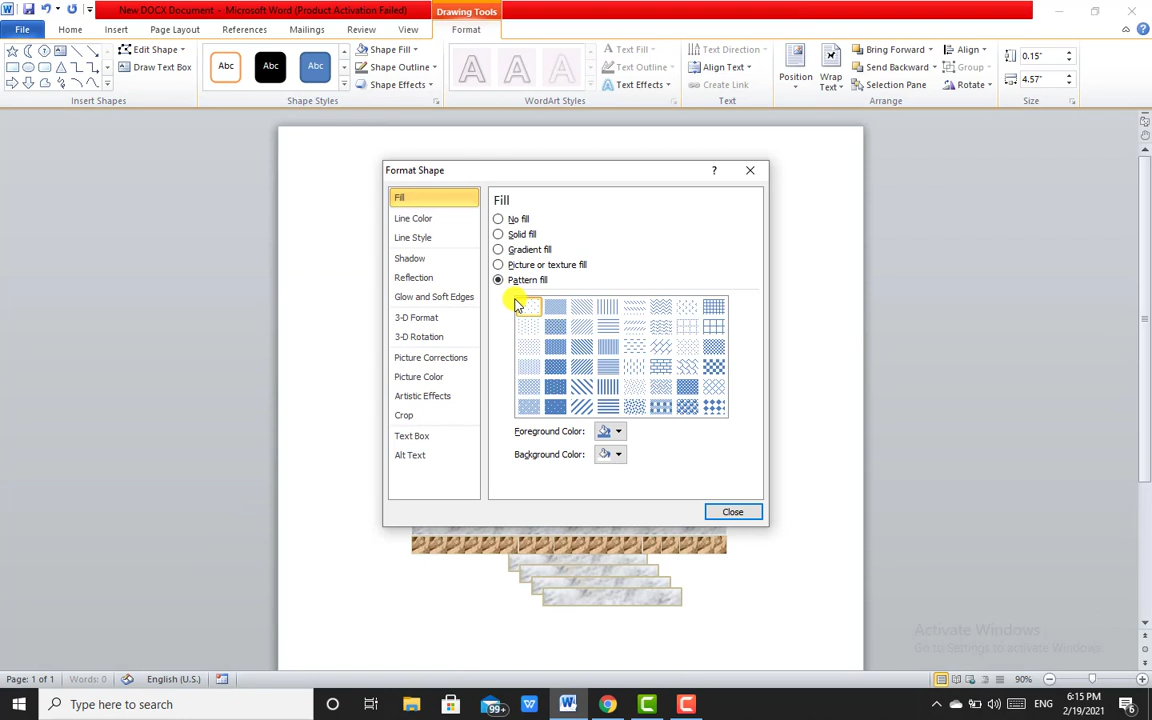 New DOCX Document - Microsoft Word (Product Activation Failed)
Drawing Tools
File
Home
Insert
Page Layout
References
Mailings
Review
View
Format
Edit Shape
Draw Text Box
Insert Shapes
Abc
Abc
Abc
Shape Fill
Shape Outline
Shape Effects
Shape Styles
Text Fill
Text Outline
Text Effects
WordArt Styles
Text Direction
Align Text
Create Link
Text
Position
Wrap
Text
Bring Forward
Send Backward
Selection Pane
Align
Group
Rotate
Arrange
0.15"
4.57"
Size
Format Shape
?
Fill
Line Color
Line Style
Shadow
Reflection
Glow and Soft Edges
3-D Format
3-D Rotation
Picture Corrections
Picture Color
Artistic Effects
Crop
Text Box
Alt Text
Fill
No fill
Solid fill
Gradient fill
Picture or texture fill
Pattern fill
Foreground Color:
Background Color:
Close
Activate Windows
Go to Settings to activate Windows.
Page: 1 of 1
Words: 0
English (U.S.)
90%
Type here to search
99+
ENG
6:15 PM
2/19/2021
6